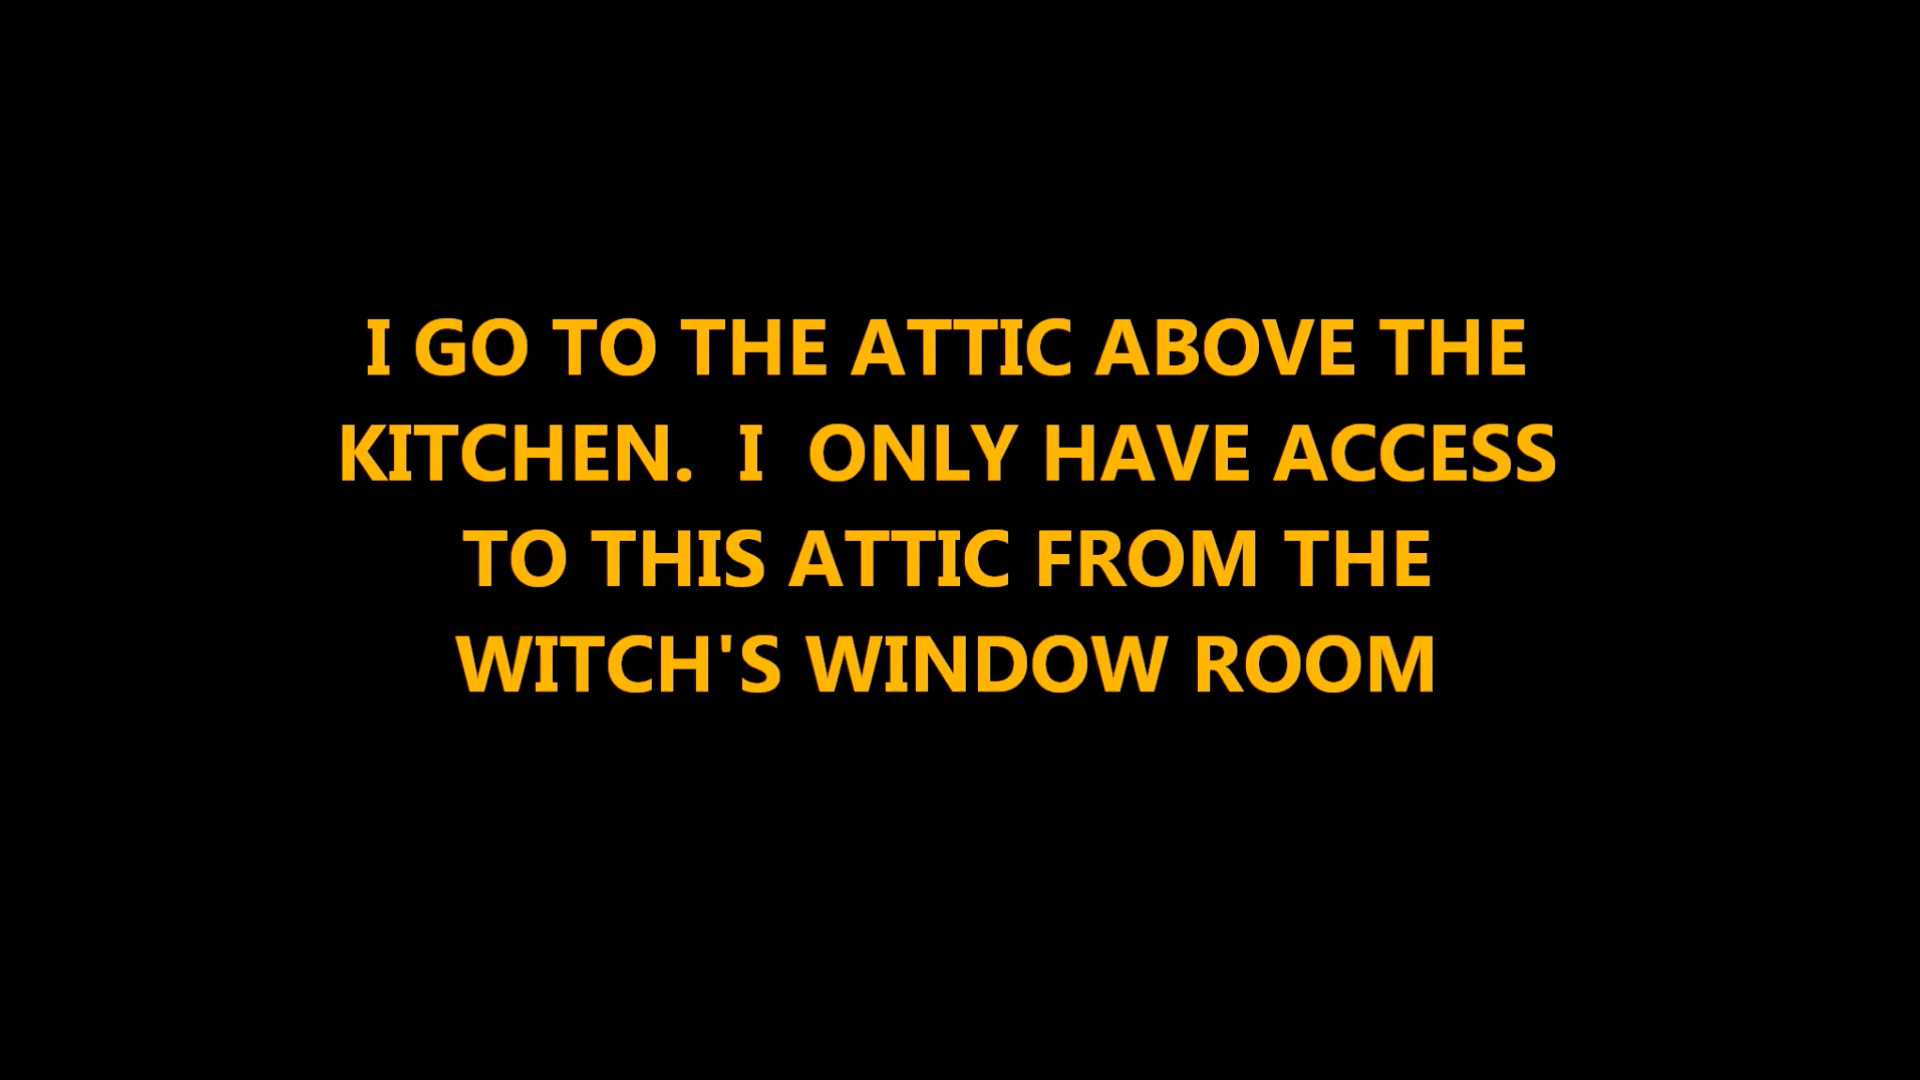 I GO TO THE ATTIC ABOVE THE
KITCHEN.  I  ONLY HAVE ACCESS
TO THIS ATTIC FROM THE
WITCH'S WINDOW ROOM